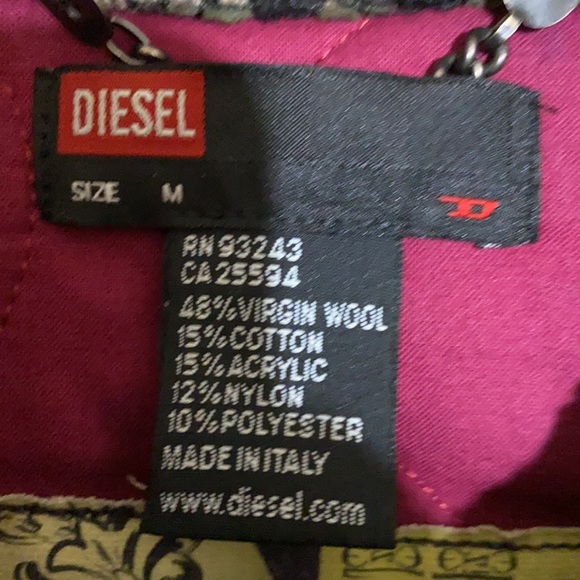 DIESEL
SIZE M
D
RN 93243
CA 25594
48% VIRGIN WOOL
15% COTTON
15% ACRYLIC
12% NYLON
10% POLYESTER
MADE IN ITALY
www.diesel.com